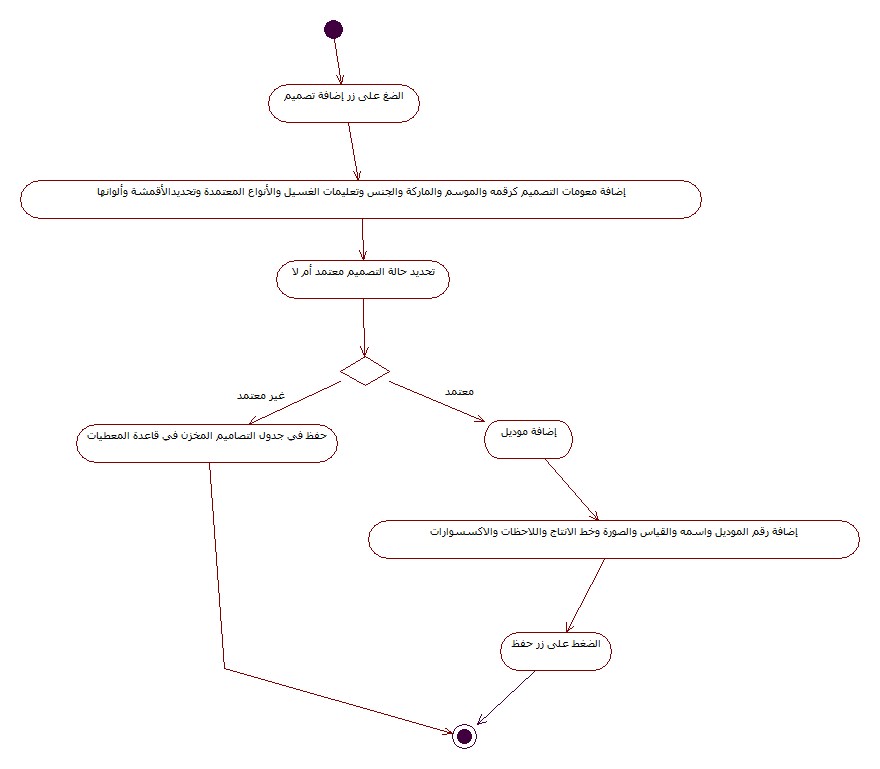 الضغ على زر إضافة تصميم
إضافة معومات التصميم كرقمه والموسم والماركة والجنس وتعليمات الغسيل والأنواع المعتمدة وتحديدالأقمشة وألوانها
تحديد حالة التصميم معتمد أم لا
معتمد
غير معتمد
إضافة موديل
حفظ في جدول التصاميم المخزن في قاعدة المعطيات
إضافة رقم الموديل واسمه والقياس والصورة وخط الانتاج واللاحظات والاكسسوارات
الضغط على زر حفظ